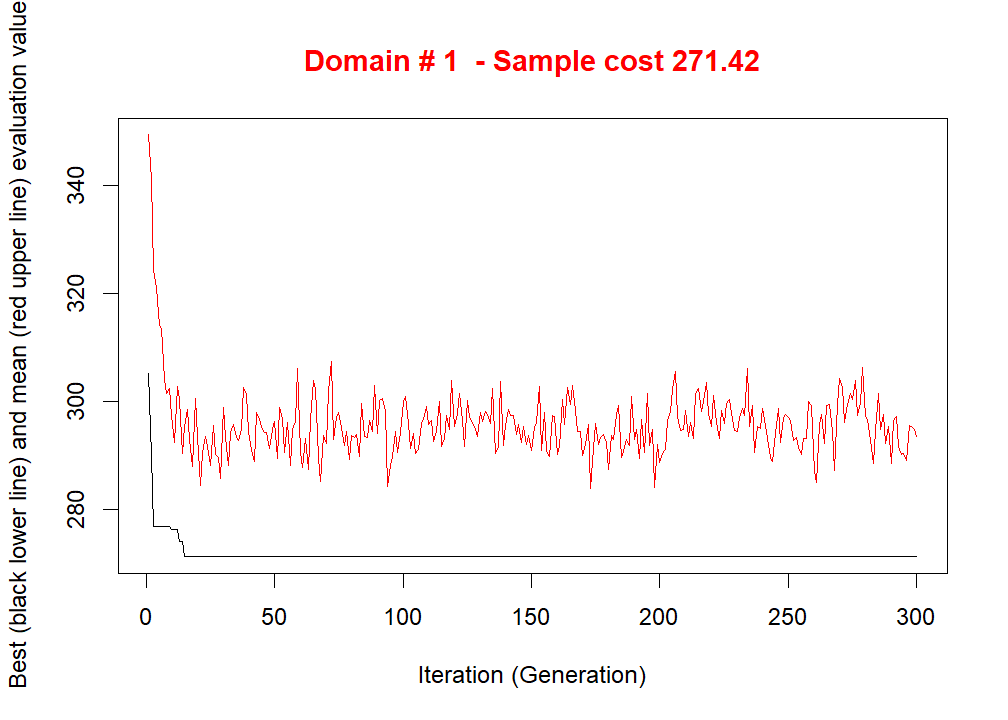 Domain # 1  - Sample cost 271.42
Best (black lower line) and mean (red upper line) evaluation value
340
320
300
280
0 50 100 150 200 250 300
Iteration (Generation)